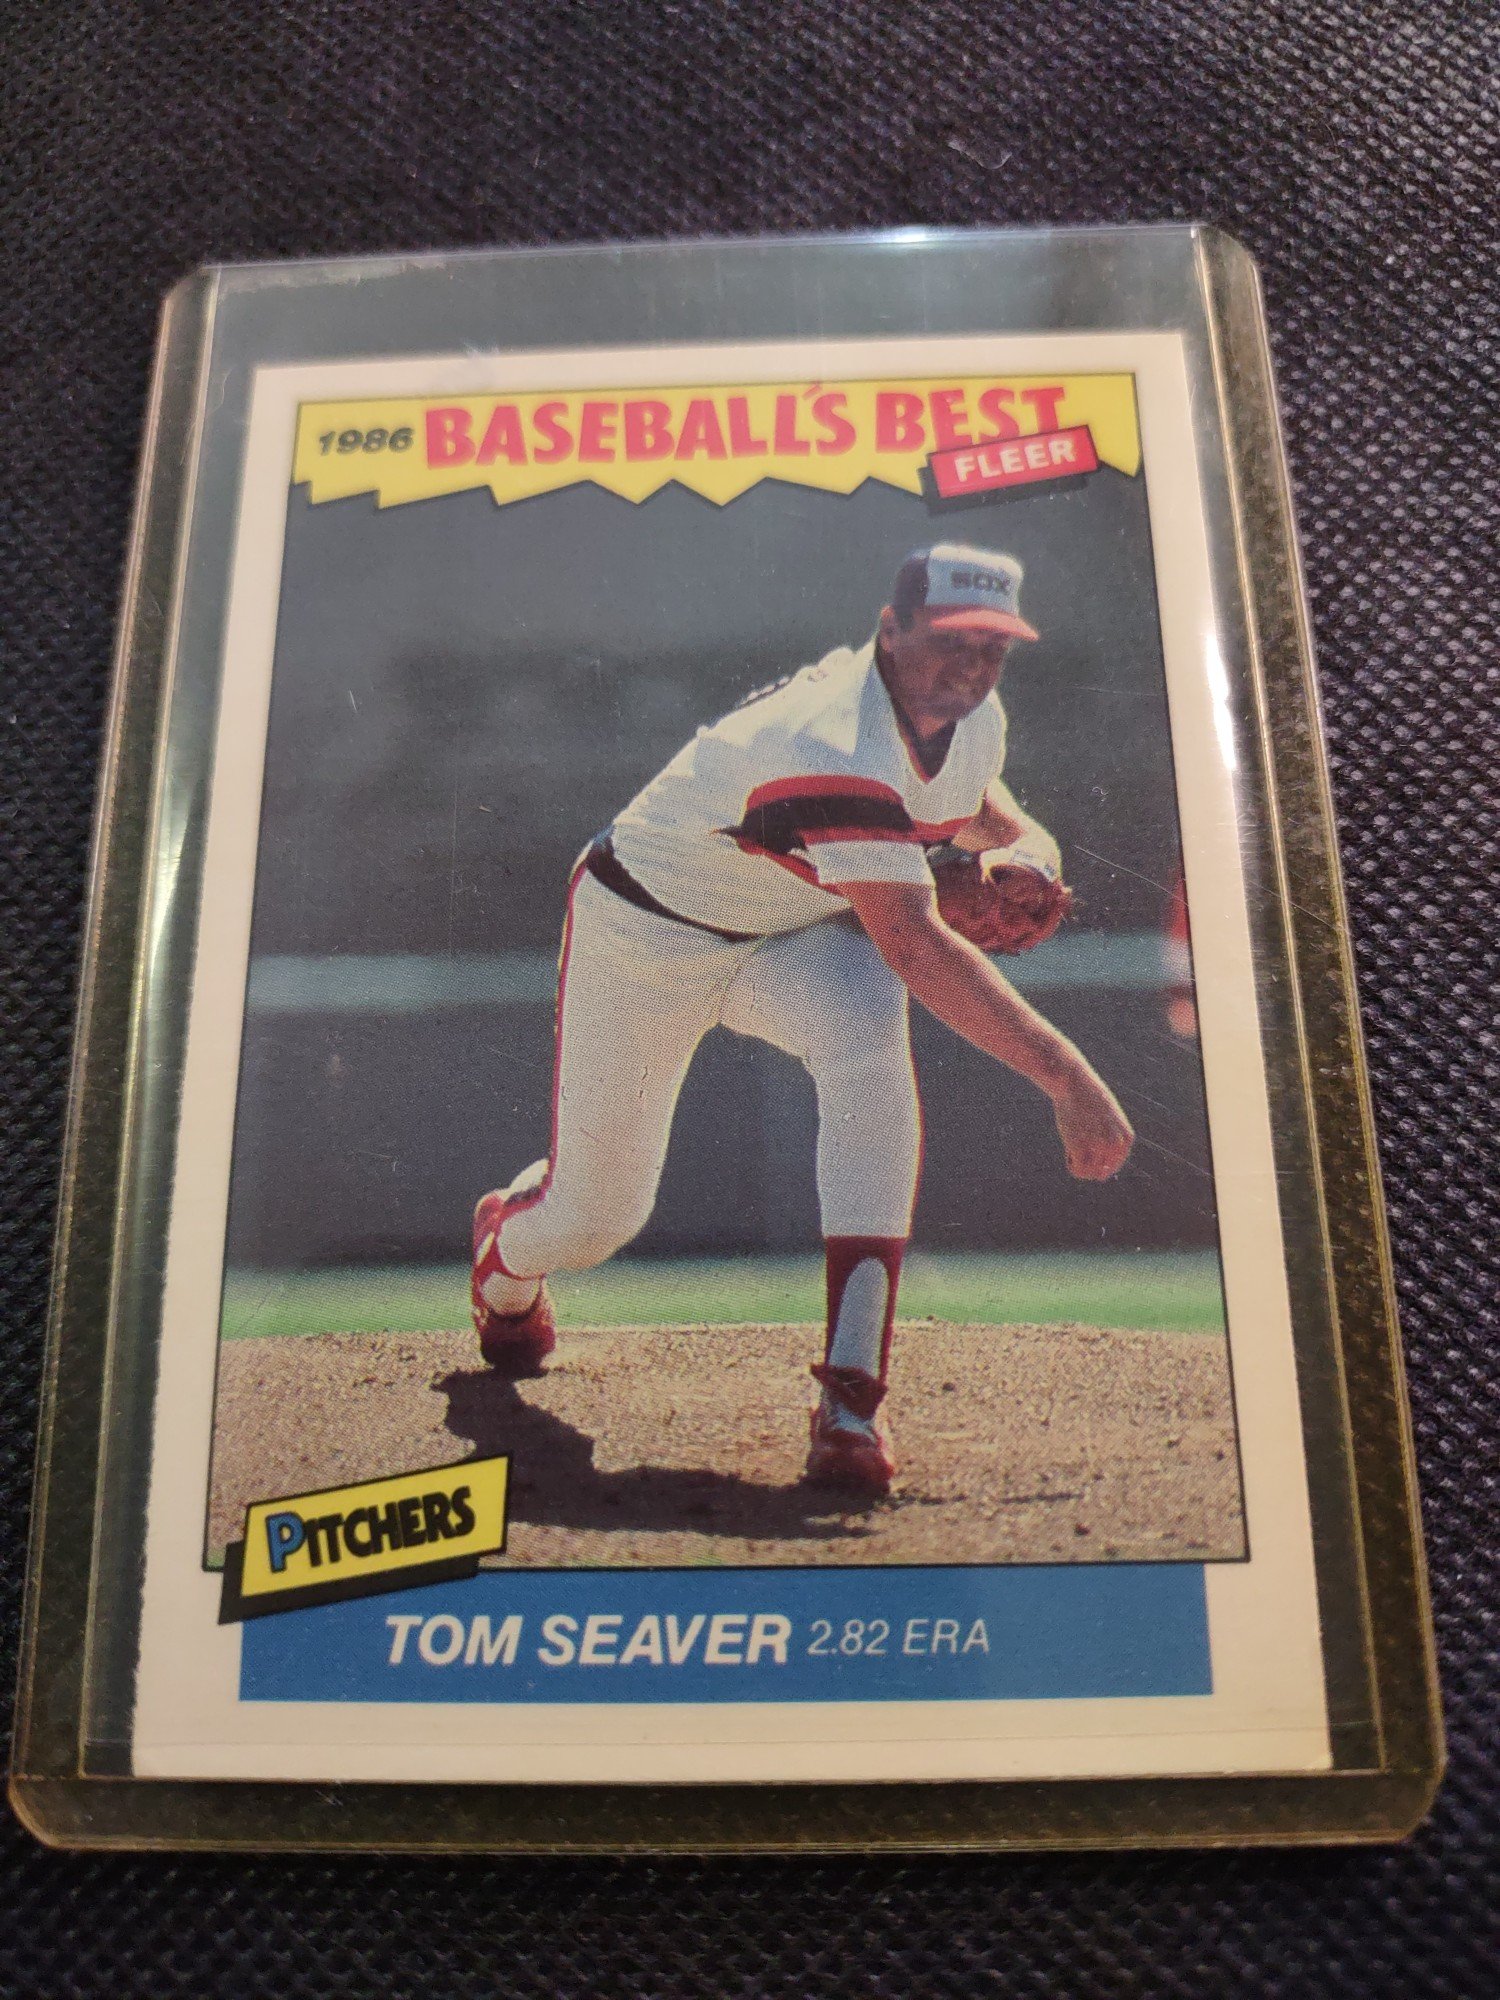 1986 BASEBALL'S BEST
FLEER
SOX
PITCHERS
TOM SEAVER 2.82 ERA